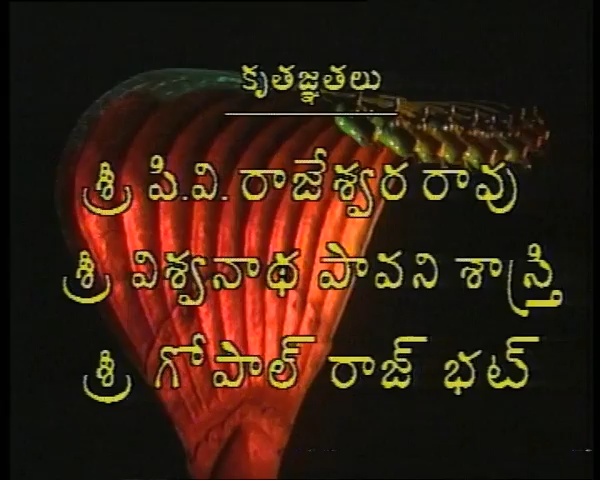 కృతజ్ఞతలు
శ్రీ పి.వి. రాజేశ్వర రావు
శ్రీ విశ్వనాథ పావని శాస్త్రి
శ్రీ గోపాల్ రాజ్ భట్